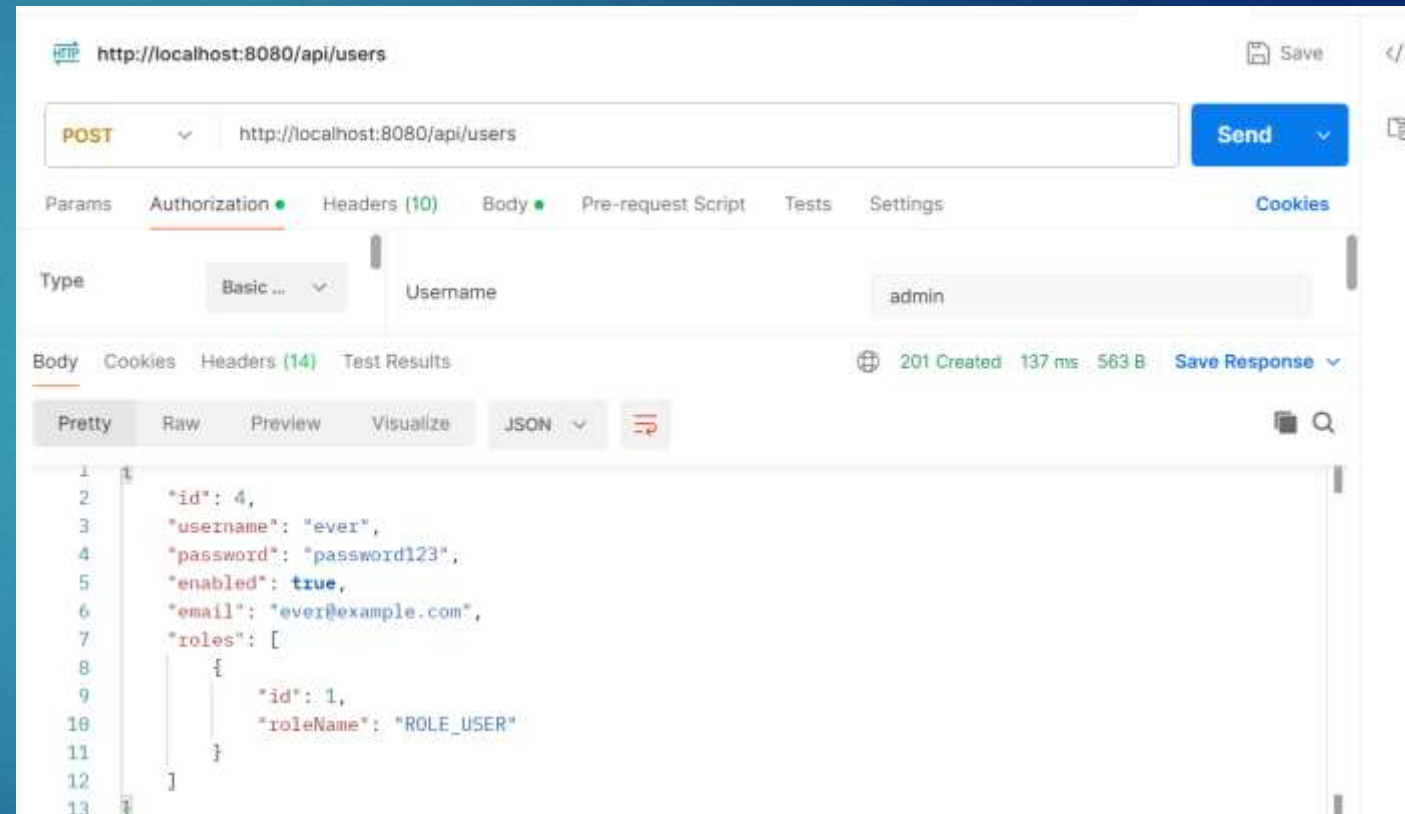 HTTP http://localhost:8080/api/users Save </>
POST http://localhost:8080/api/users Send
Params Authorization Headers (10) Body Pre-request Script Tests Settings Cookies
Type Basic ... Username admin
Body Cookies Headers (14) Test Results 201 Created 137 ms 563 B Save Response
Pretty Raw Preview Visualize JSON
1 {
2 "id": 4,
3 "username": "ever",
4 "password": "password123",
5 "enabled": true,
6 "email": "ever@example.com",
7 "roles": [
8 {
9 "id": 1,
10 "roleName": "ROLE_USER"
11 }
12 ]
13 }